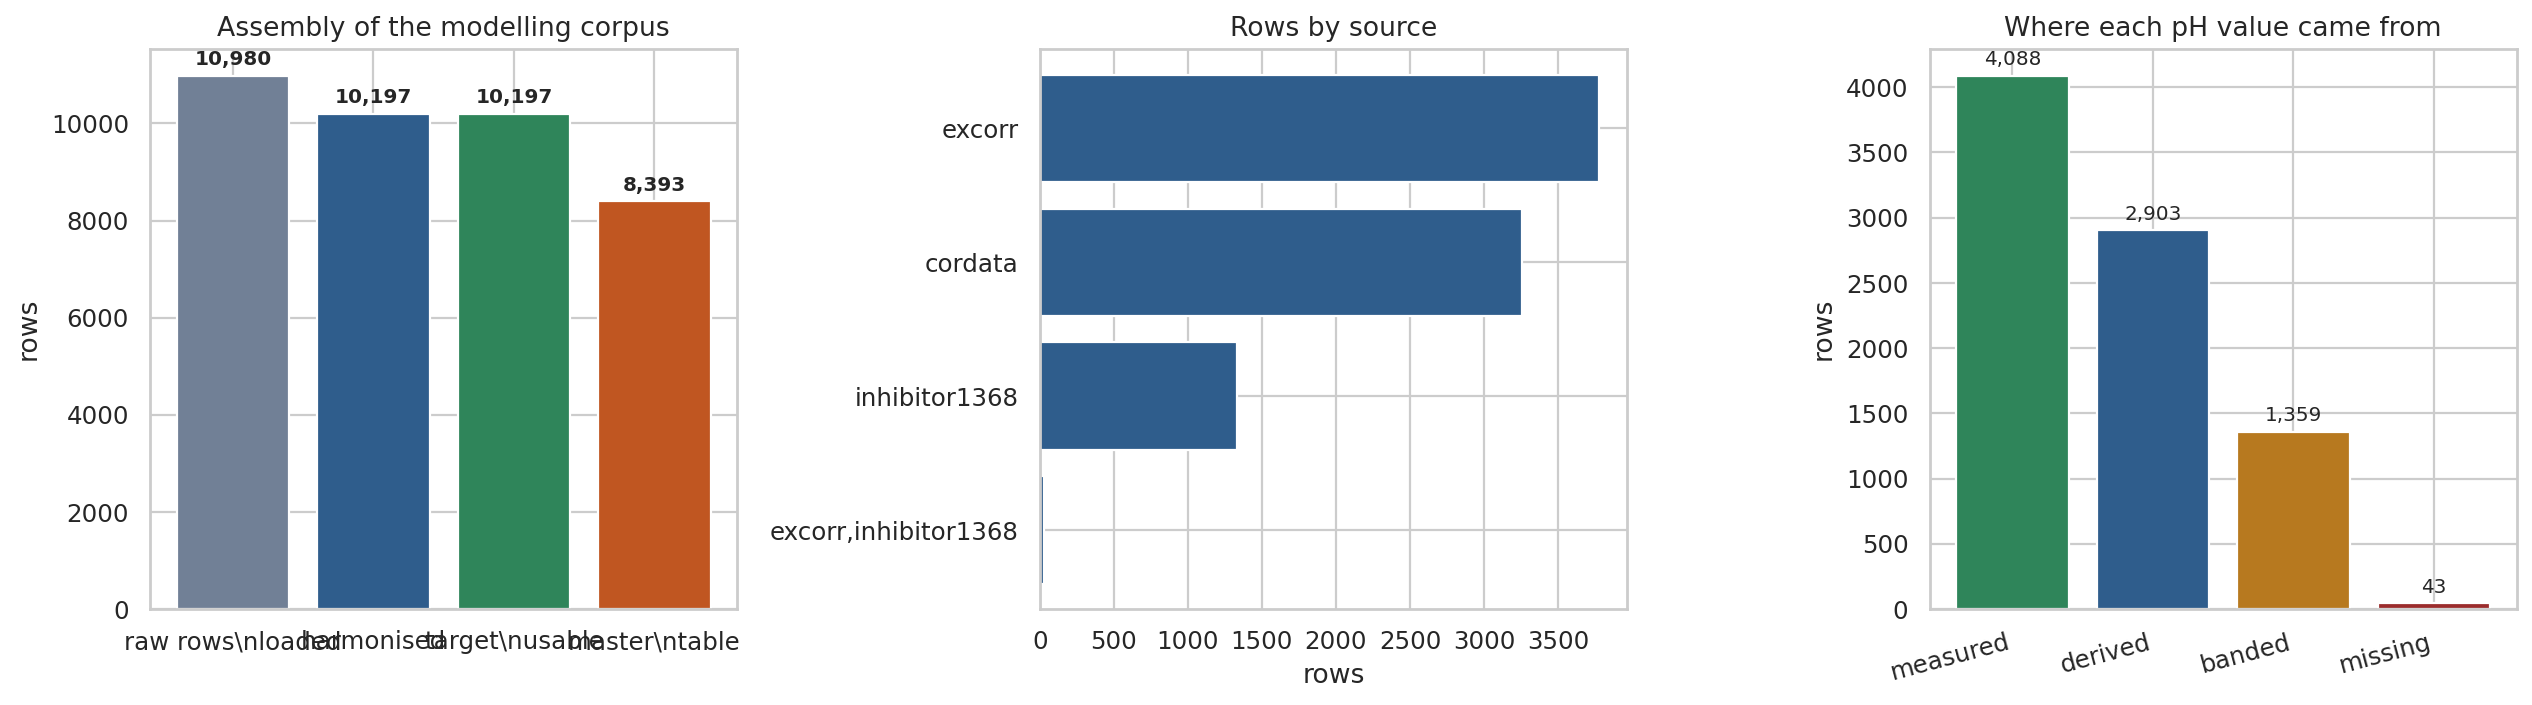 Assembly of the modelling corpus
10,980
10,197
10,197
8,393
10000
8000
6000
4000
2000
0
rows
raw rows\nloaded
harmonised
target\nusable
master\ntable
Rows by source
excorr
cordata
inhibitor1368
excorr,inhibitor1368
0 500 1000 1500 2000 2500 3000 3500
rows
Where each pH value came from
4,088
2,903
1,359
43
4000
3500
3000
2500
2000
1500
1000
500
0
rows
measured
derived
banded
missing